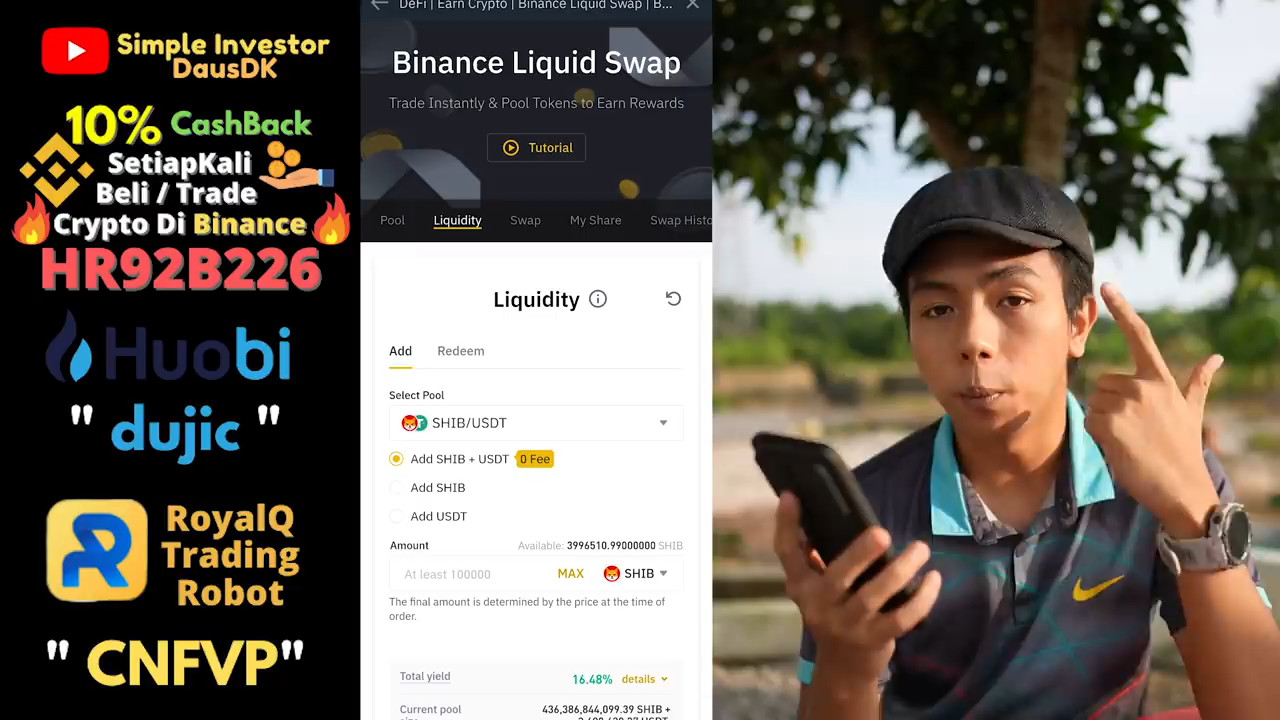 Simple Investor
DausDK
10% CashBack
SetiapKali
Beli / Trade
Crypto Di Binance
HR92B226
Huobi
" dujic "
RoyalQ
Trading
Robot
" CNFVP"
DeFi | Earn Crypto | Binance Liquid Swap | B...
Binance Liquid Swap
Trade Instantly & Pool Tokens to Earn Rewards
Tutorial
Pool Liquidity Swap My Share Swap Histo
Liquidity
Add Redeem
Select Pool
SHIB/USDT
Add SHIB + USDT 0 Fee
Add SHIB
Add USDT
Amount Available: 3996510.99000000 SHIB
At least 100000 MAX SHIB
The final amount is determined by the price at the time of
order.
Total yield 16.48% details
Current pool 436,386,844,099.39 SHIB +